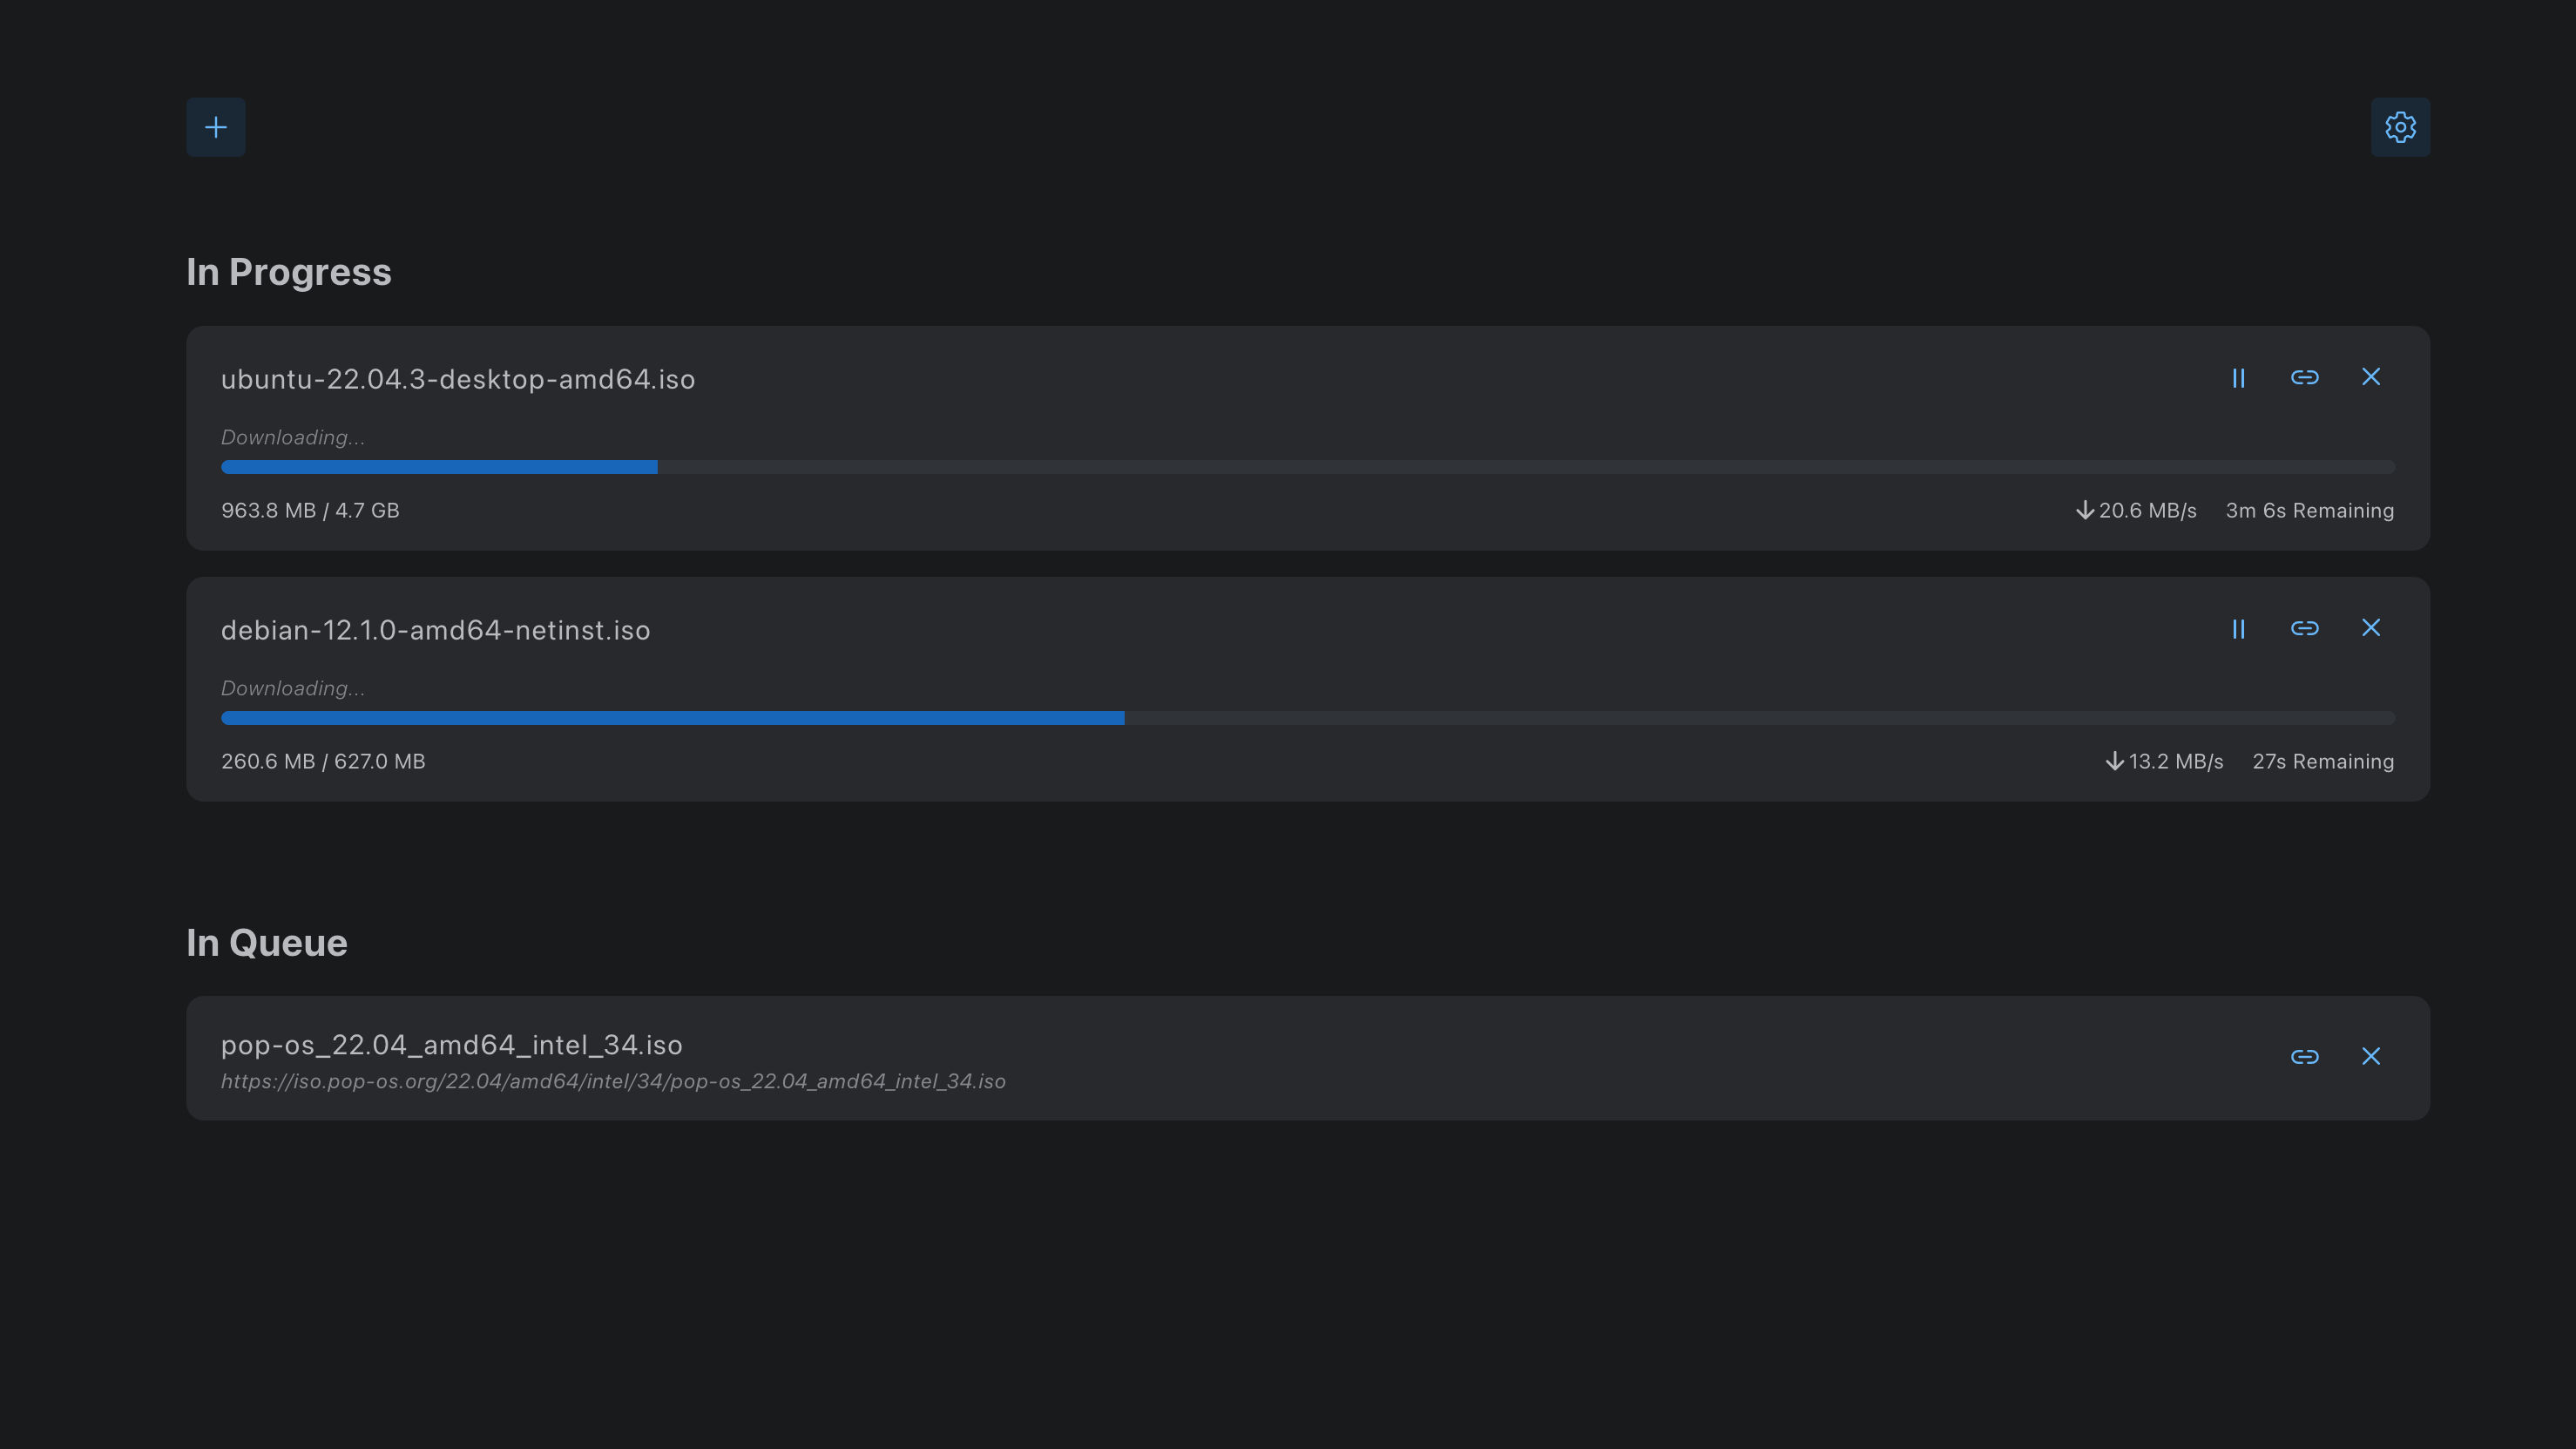 In Progress
ubuntu-22.04.3-desktop-amd64.iso
Downloading...
963.8 MB / 4.7 GB
20.6 MB/s 3m 6s Remaining
debian-12.1.0-amd64-netinst.iso
Downloading...
260.6 MB / 627.0 MB
13.2 MB/s 27s Remaining
In Queue
pop-os_22.04_amd64_intel_34.iso
https://iso.pop-os.org/22.04/amd64/intel/34/pop-os_22.04_amd64_intel_34.iso